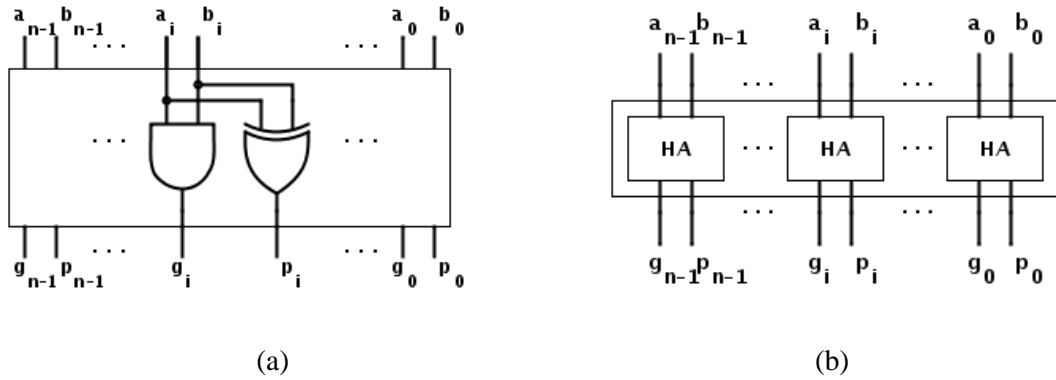 a n-1 b n-1 a i b i a 0 b 0
... ...
... ...
... ...
g n-1 p n-1 g i p i g 0 p 0
(a)
a n-1 b n-1 a i b i a 0 b 0
... ...
HA ... HA ... HA
... ...
g n-1 p n-1 g i p i g 0 p 0
(b)